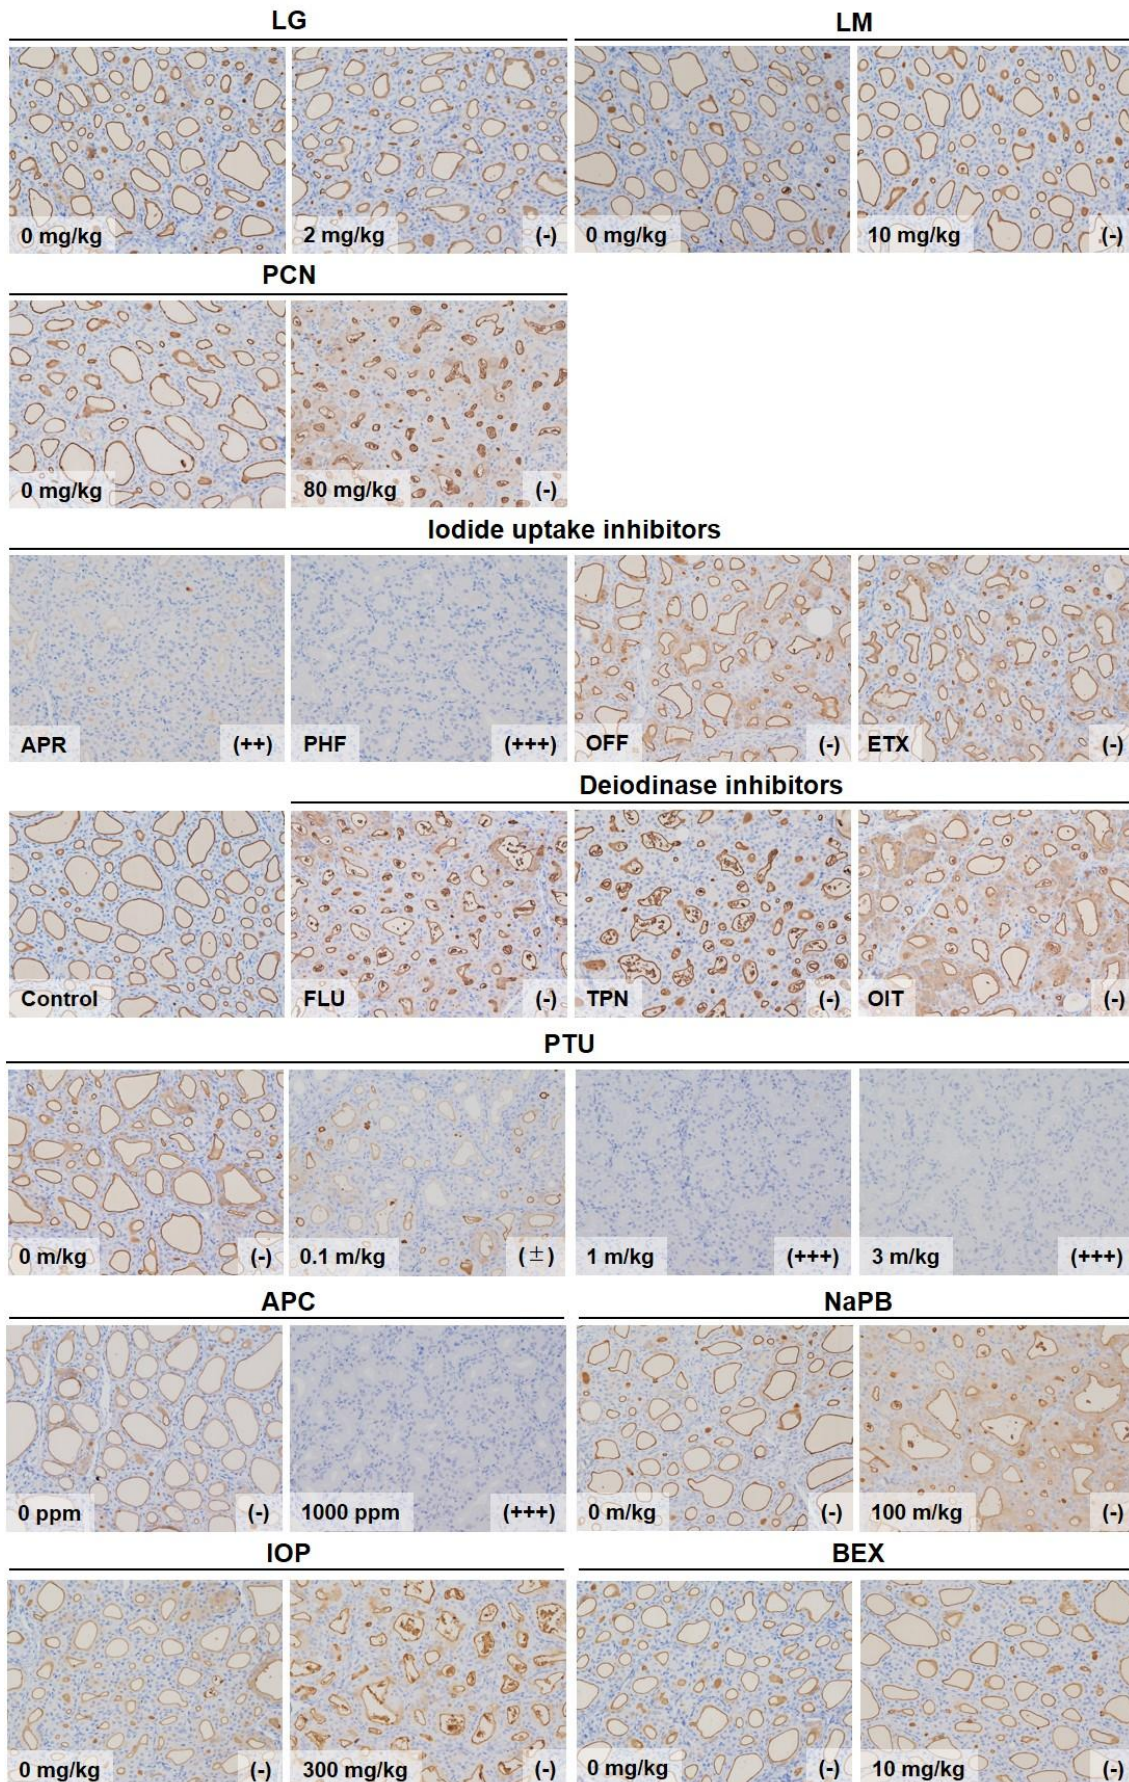 LG LM
0 mg/kg 2 mg/kg (-) 0 mg/kg 10 mg/kg (-)
PCN
0 mg/kg 80 mg/kg (-)
Iodide uptake inhibitors
APR (++) PHF (+++) OFF (-) ETX (-)
Deiodinase inhibitors
Control FLU (-) TPN (-) OIT (-)
PTU
0 m/kg (-) 0.1 m/kg (±) 1 m/kg (+++) 3 m/kg (+++)
APC NaPB
0 ppm (-) 1000 ppm (+++) 0 m/kg (-) 100 m/kg (-)
IOP BEX
0 mg/kg (-) 300 mg/kg (-) 0 mg/kg (-) 10 mg/kg (-)